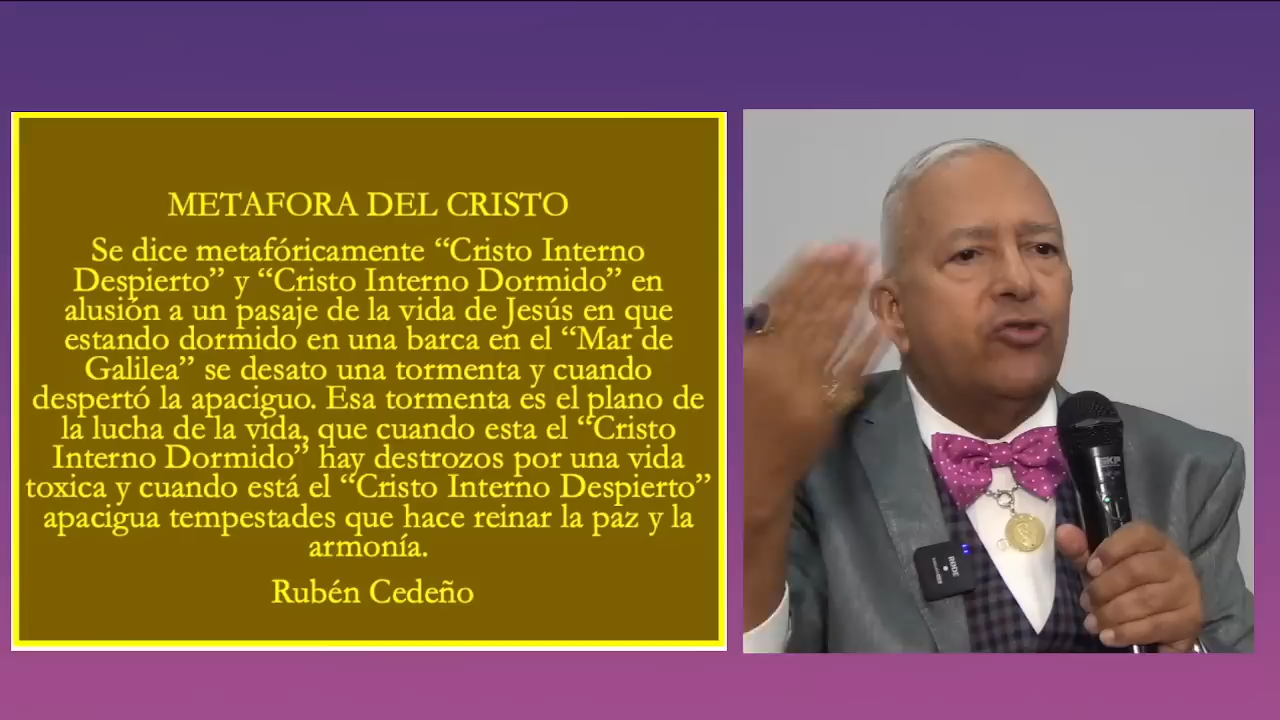 METAFORA DEL CRISTO
Se dice metafóricamente “Cristo Interno
Despierto” y “Cristo Interno Dormido” en
alusión a un pasaje de la vida de Jesús en que
estando dormido en una barca en el “Mar de
Galilea” se desato una tormenta y cuando
despertó la apaciguo. Esa tormenta es el plano de
la lucha de la vida, que cuando esta el “Cristo
Interno Dormido” hay destrozos por una vida
toxica y cuando está el “Cristo Interno Despierto”
apacigua tempestades que hace reinar la paz y la
armonía.
Rubén Cedeño
SKP
RODE